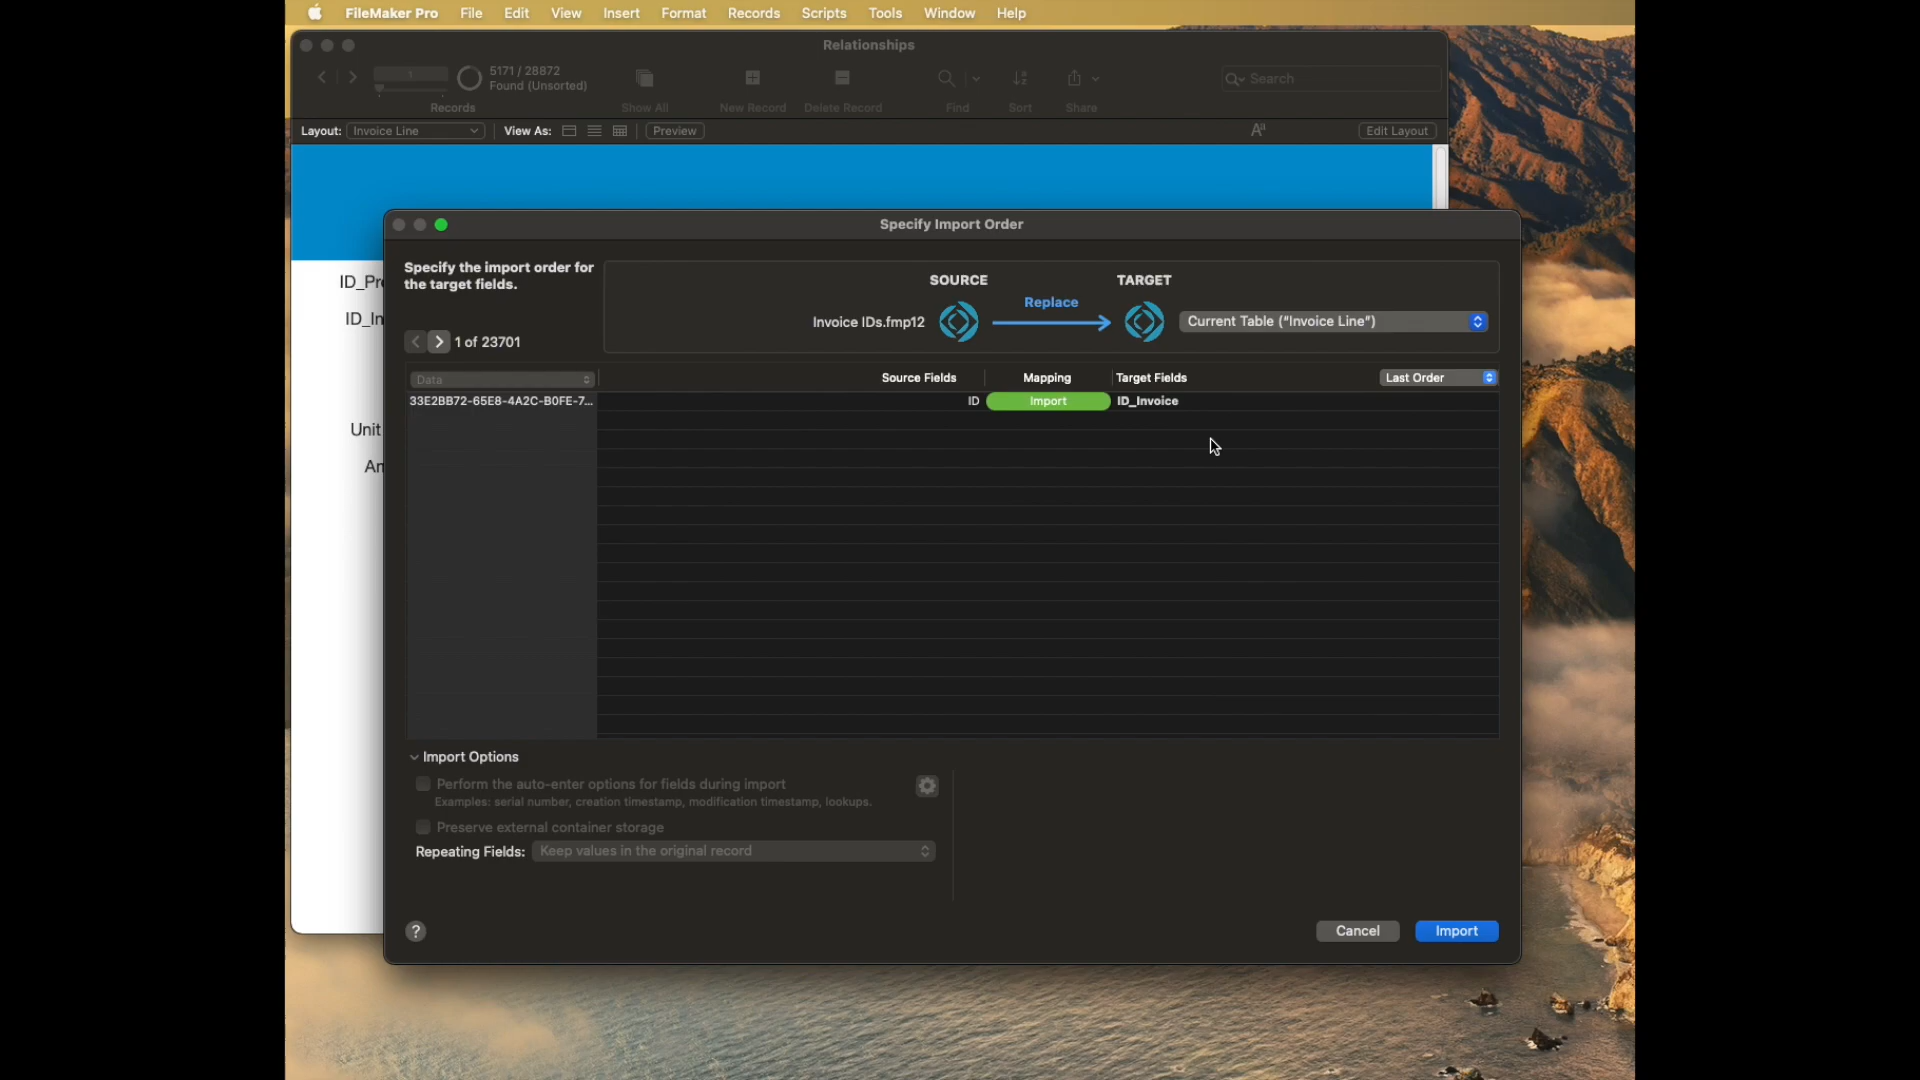 FileMaker Pro File Edit View Insert Format Records Scripts Tools Window Help
Relationships
1
5171 / 28872
Found (Unsorted)
Search
Records Show All New Record Delete Record Find Sort Share
Layout: Invoice Line View As: Preview Aª Edit Layout
Specify Import Order
Specify the import order for
the target fields.
SOURCE TARGET
Replace
Invoice IDs.fmp12 Current Table ("Invoice Line")
1 of 23701
Data Source Fields Mapping Target Fields Last Order
33E2BB72-65E8-4A2C-B0FE-7... ID Import ID_Invoice
ID_Pr
ID_In
Unit
Import Options
Perform the auto-enter options for fields during import
Examples: serial number, creation timestamp, modification timestamp, lookups.
Preserve external container storage
Repeating Fields: Keep values in the original record
? Cancel Import